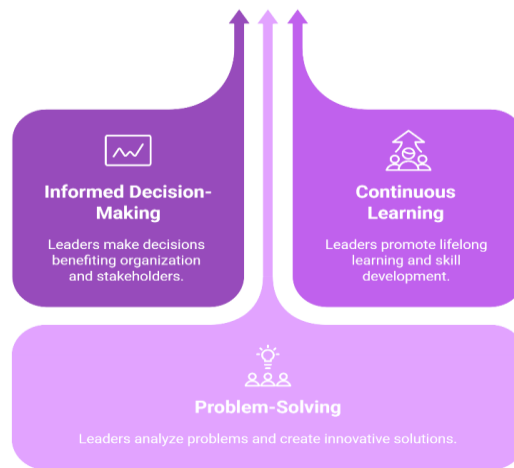 Informed Decision-
Making
Leaders make decisions
benefiting organization
and stakeholders.
Continuous
Learning
Leaders promote lifelong
learning and skill
development.
Problem-Solving
Leaders analyze problems and create innovative solutions.